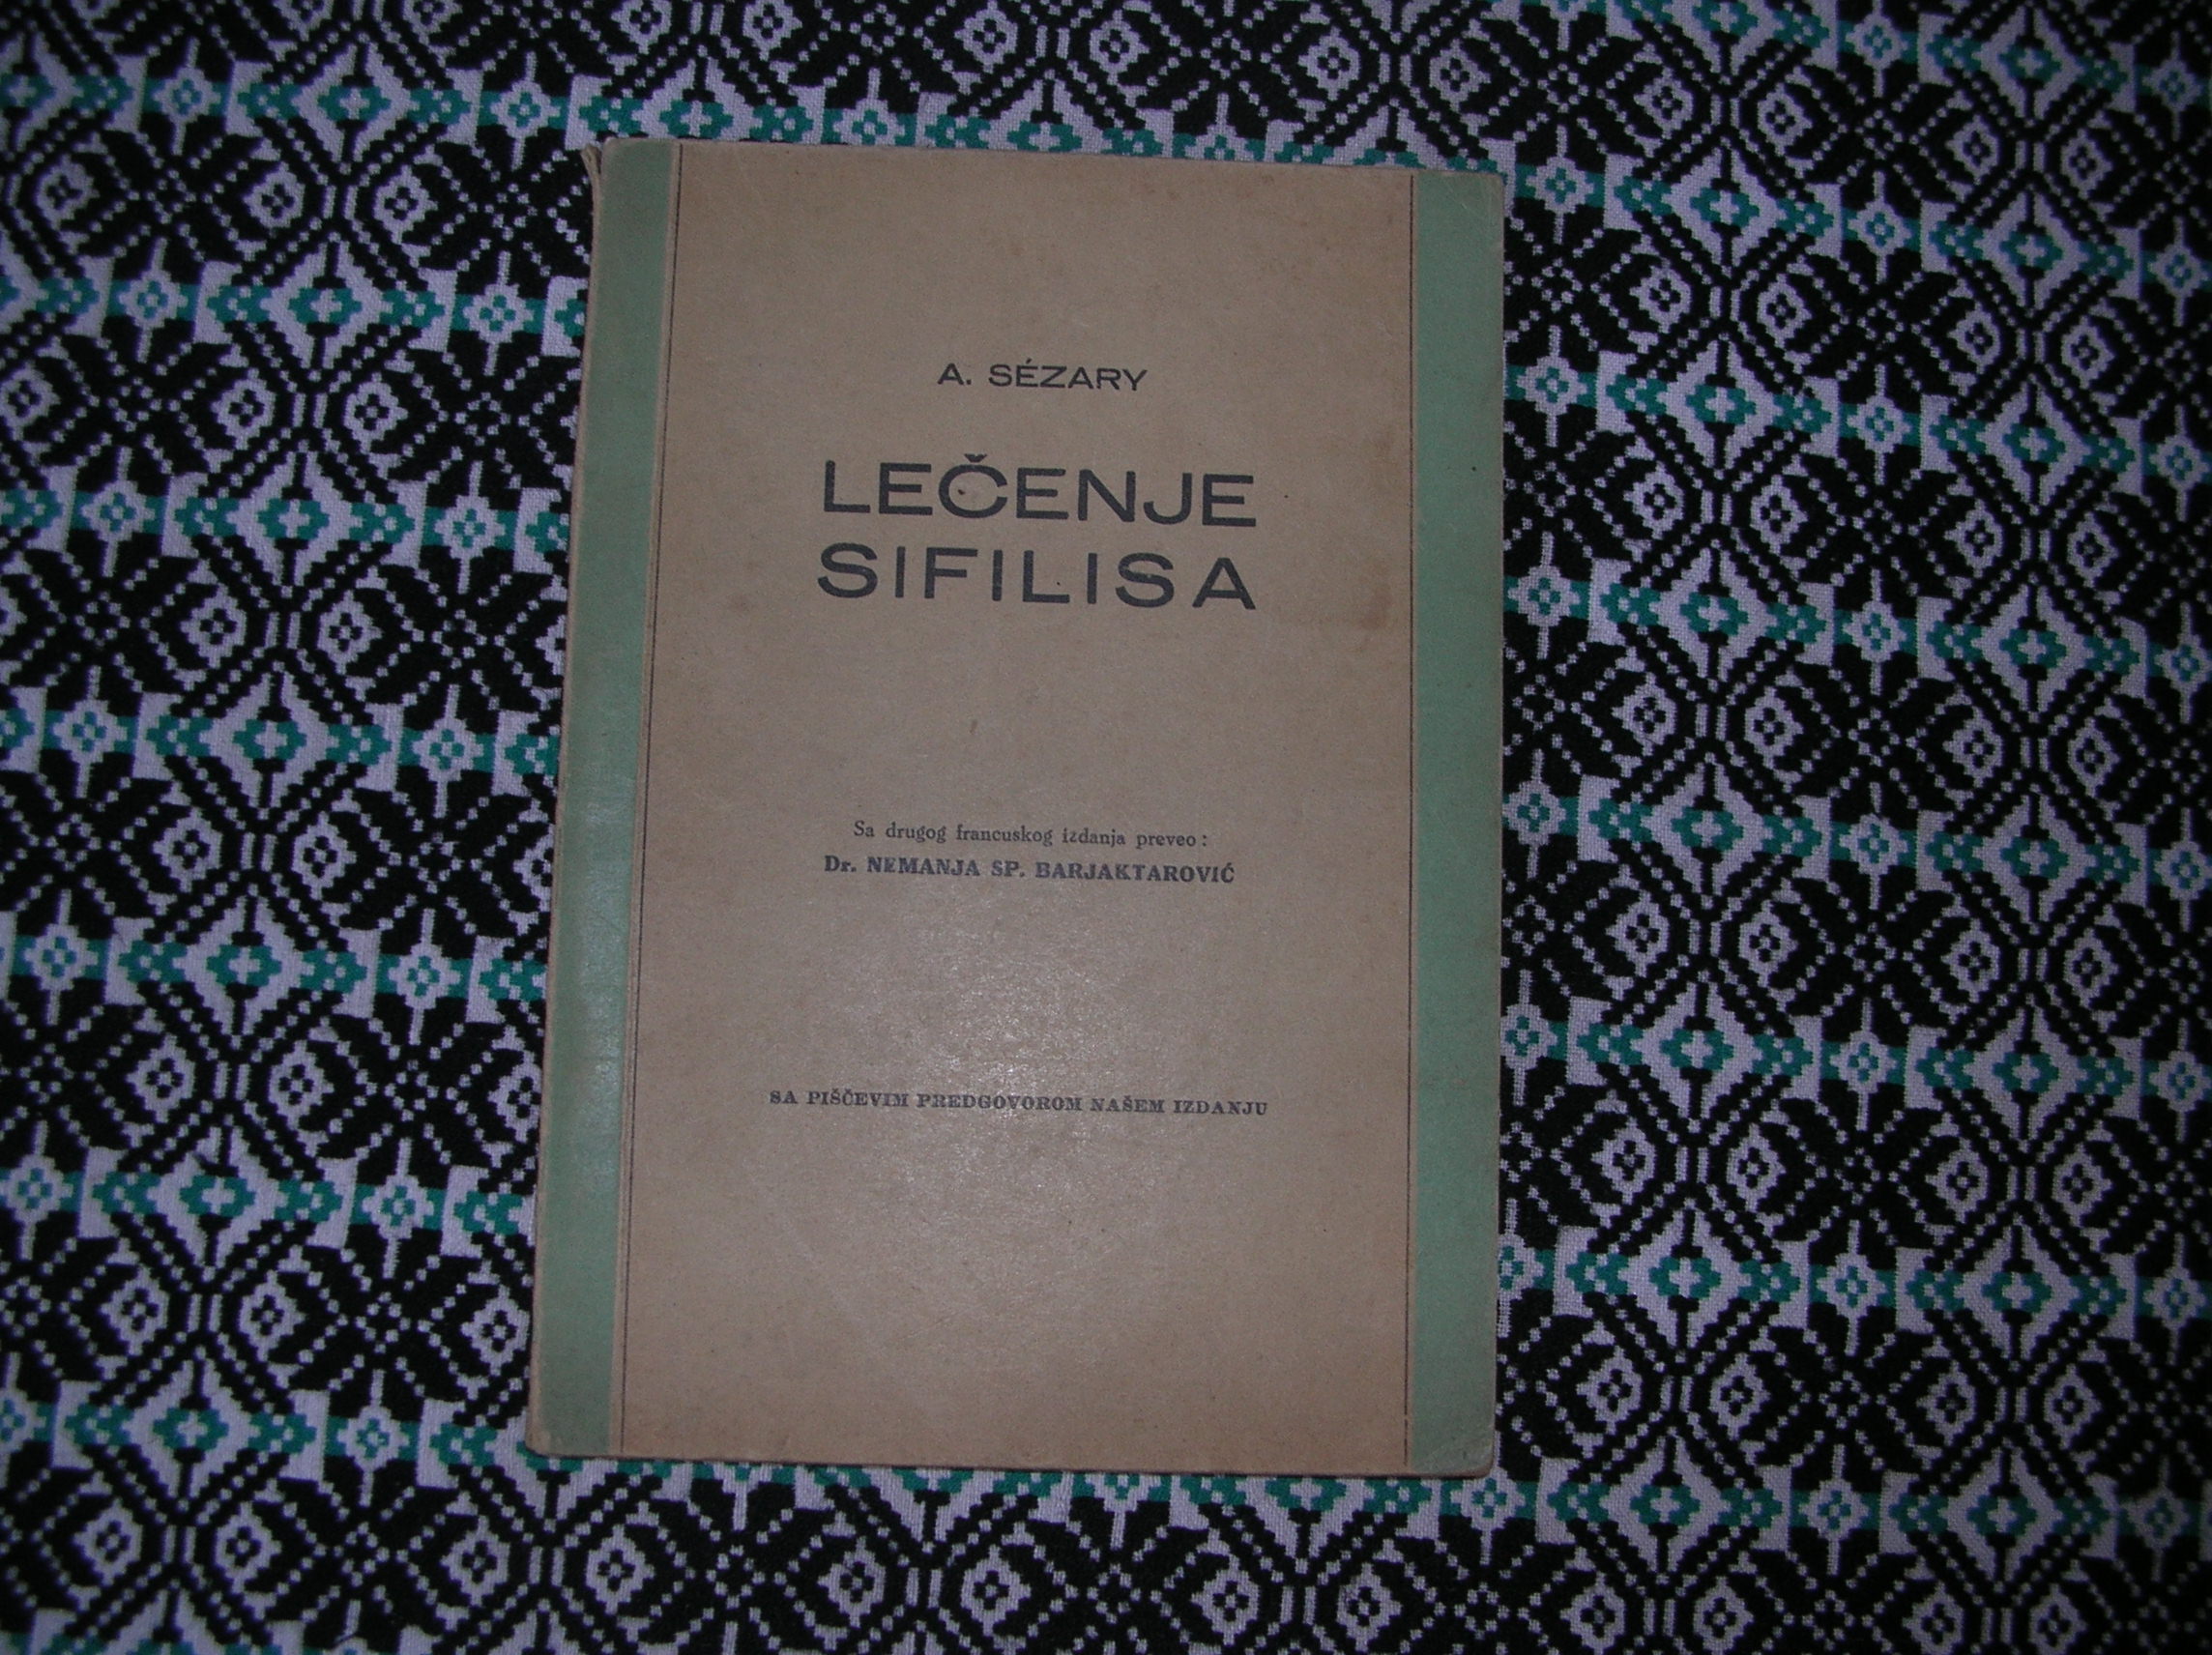 A. SÉZARY
LEČENJE
SIFILISA
Sa drugog francuskog izdanja preveo :
Dr. NEMANJA SP. BARJAKTAROVIĆ
SA PIŠČEVIM PREDGOVOROM NAŠEM IZDANJU